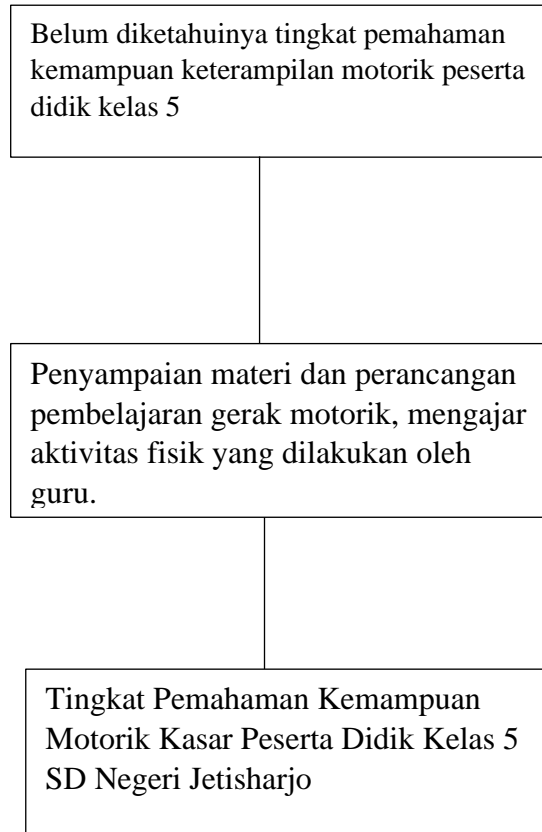 Belum diketahuinya tingkat pemahaman
kemampuan keterampilan motorik peserta
didik kelas 5
Penyampaian materi dan perancangan
pembelajaran gerak motorik, mengajar
aktivitas fisik yang dilakukan oleh
guru.
Tingkat Pemahaman Kemampuan
Motorik Kasar Peserta Didik Kelas 5
SD Negeri Jetisharjo